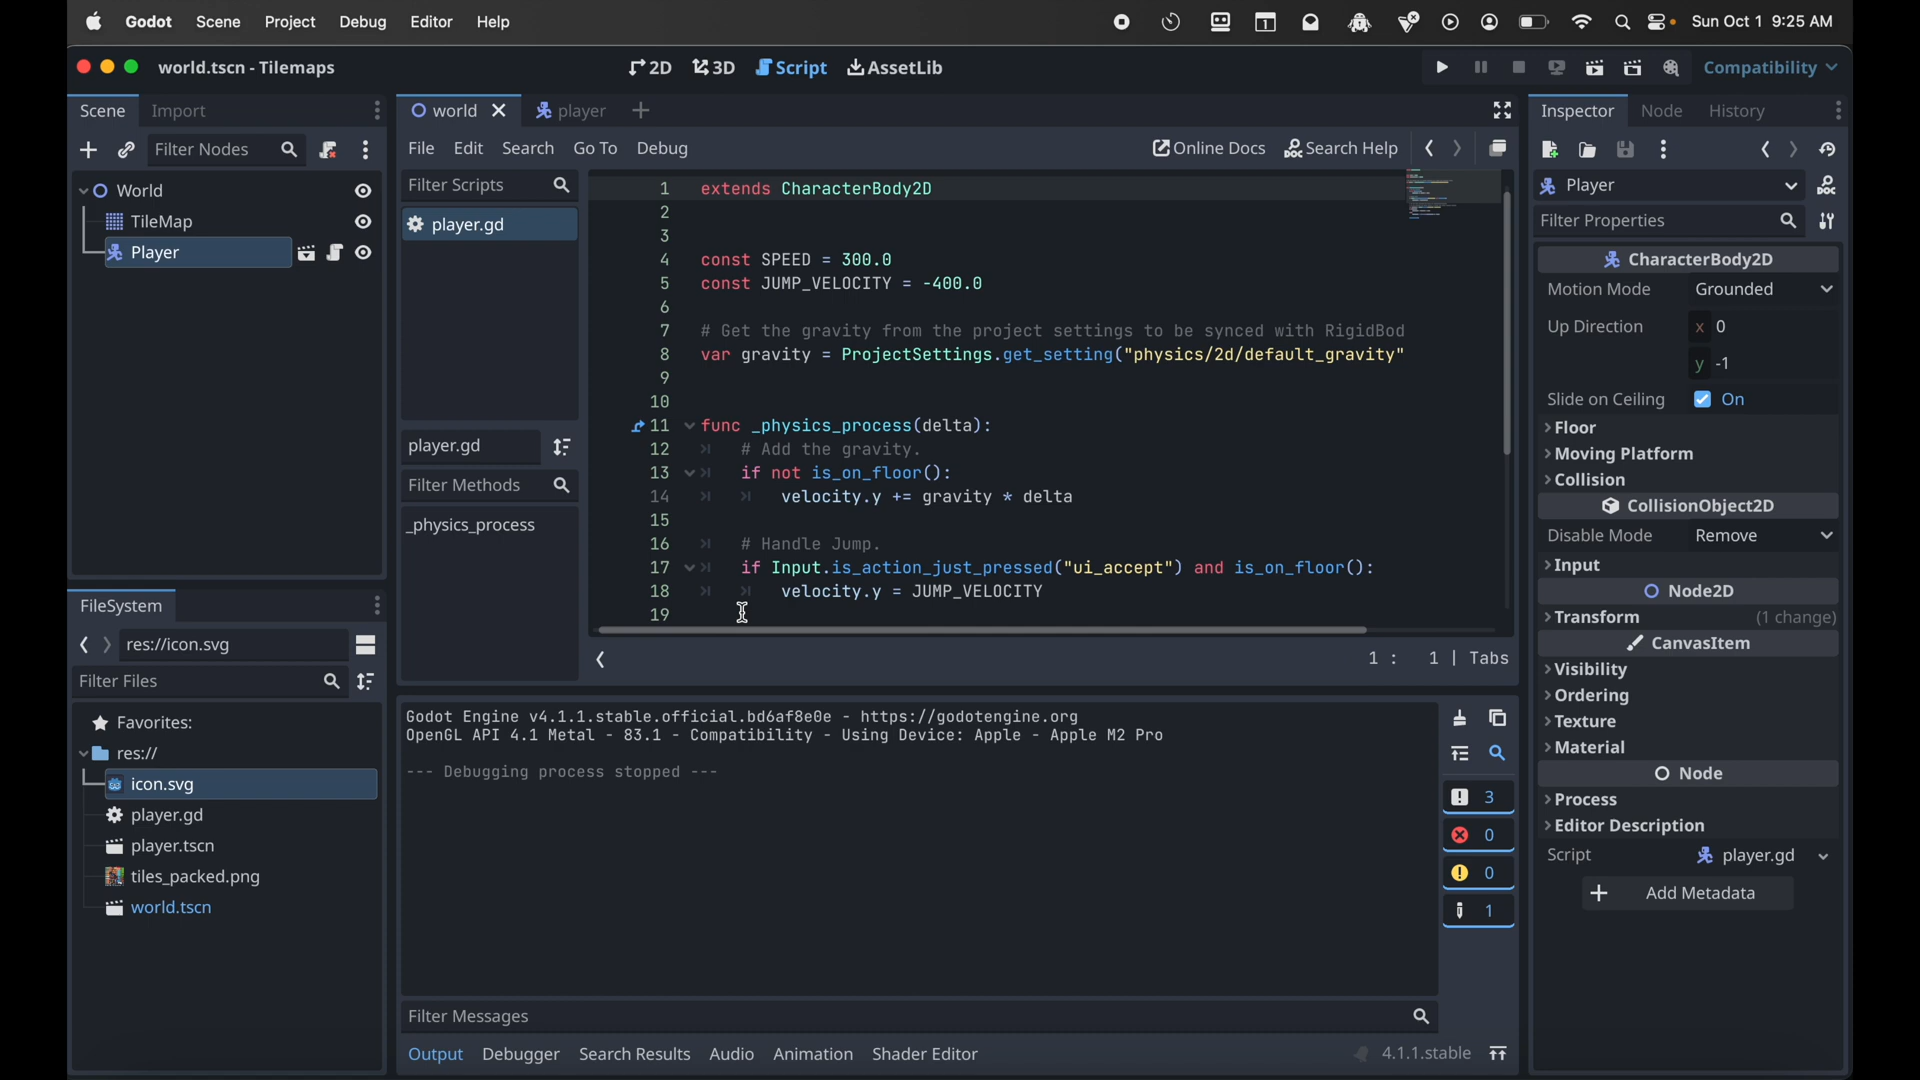 Godot Scene Project Debug Editor Help
1
Sun Oct 1 9:25 AM
world.tscn - Tilemaps
2D 3D Script AssetLib
Compatibility
Scene Import
Filter Nodes
World
TileMap
Player
FileSystem
res://icon.svg
Filter Files
Favorites:
res://
icon.svg
player.gd
player.tscn
tiles_packed.png
world.tscn
world player
File Edit Search Go To Debug
Online Docs Search Help
Filter Scripts
player.gd
player.gd
Filter Methods
_physics_process
1 extends CharacterBody2D
2
3
4 const SPEED = 300.0
5 const JUMP_VELOCITY = -400.0
6
7 # Get the gravity from the project settings to be synced with RigidBod
8 var gravity = ProjectSettings.get_setting("physics/2d/default_gravity"
9
10
11 func _physics_process(delta):
12 # Add the gravity.
13 if not is_on_floor():
14 velocity.y += gravity * delta
15
16 # Handle Jump.
17 if Input.is_action_just_pressed("ui_accept") and is_on_floor():
18 velocity.y = JUMP_VELOCITY
19
1 : 1 | Tabs
Godot Engine v4.1.1.stable.official.bd6af8e0e - https://godotengine.org
OpenGL API 4.1 Metal - 83.1 - Compatibility - Using Device: Apple - Apple M2 Pro
--- Debugging process stopped ---
3
0
0
1
Filter Messages
Output Debugger Search Results Audio Animation Shader Editor
4.1.1.stable
Inspector Node History
Player
Filter Properties
CharacterBody2D
Motion Mode Grounded
Up Direction x 0
y -1
Slide on Ceiling On
Floor
Moving Platform
Collision
CollisionObject2D
Disable Mode Remove
Input
Node2D
Transform (1 change)
CanvasItem
Visibility
Ordering
Texture
Material
Node
Process
Editor Description
Script player.gd
Add Metadata